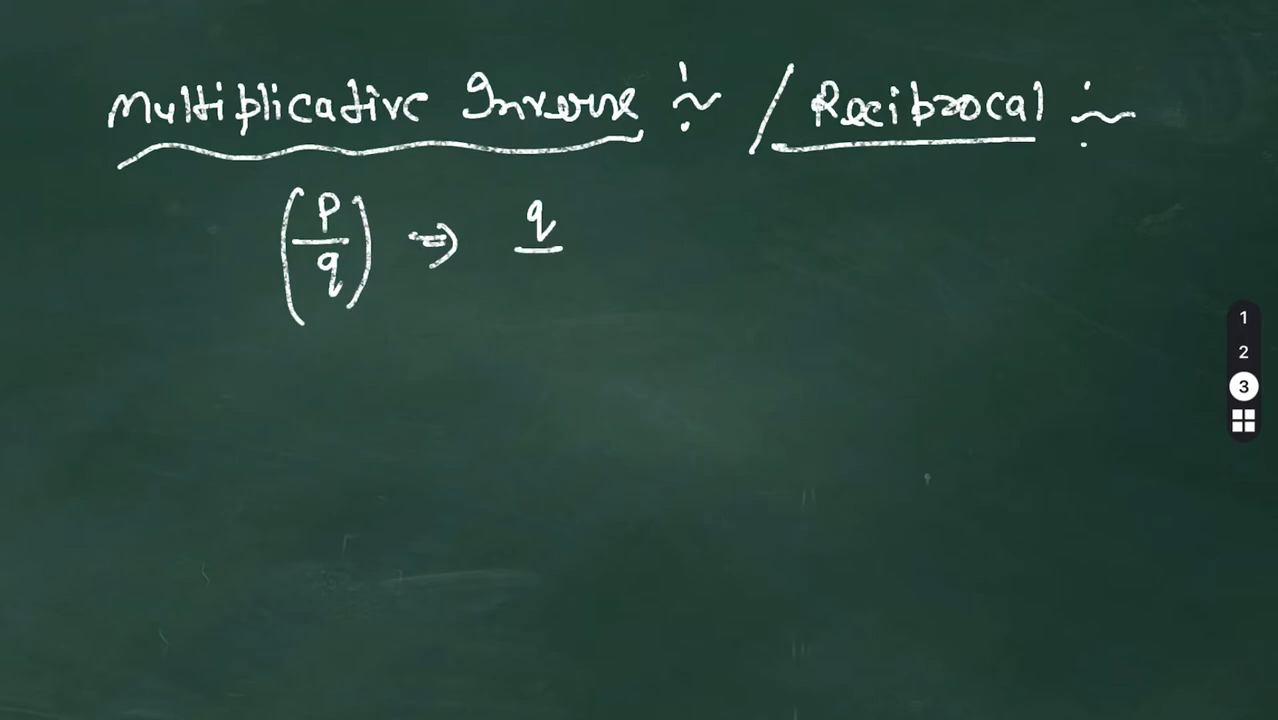 Multiplicative Inverse ÷~ / Reciprocal ÷~
(p/q) ⇒ q/
1
2
3